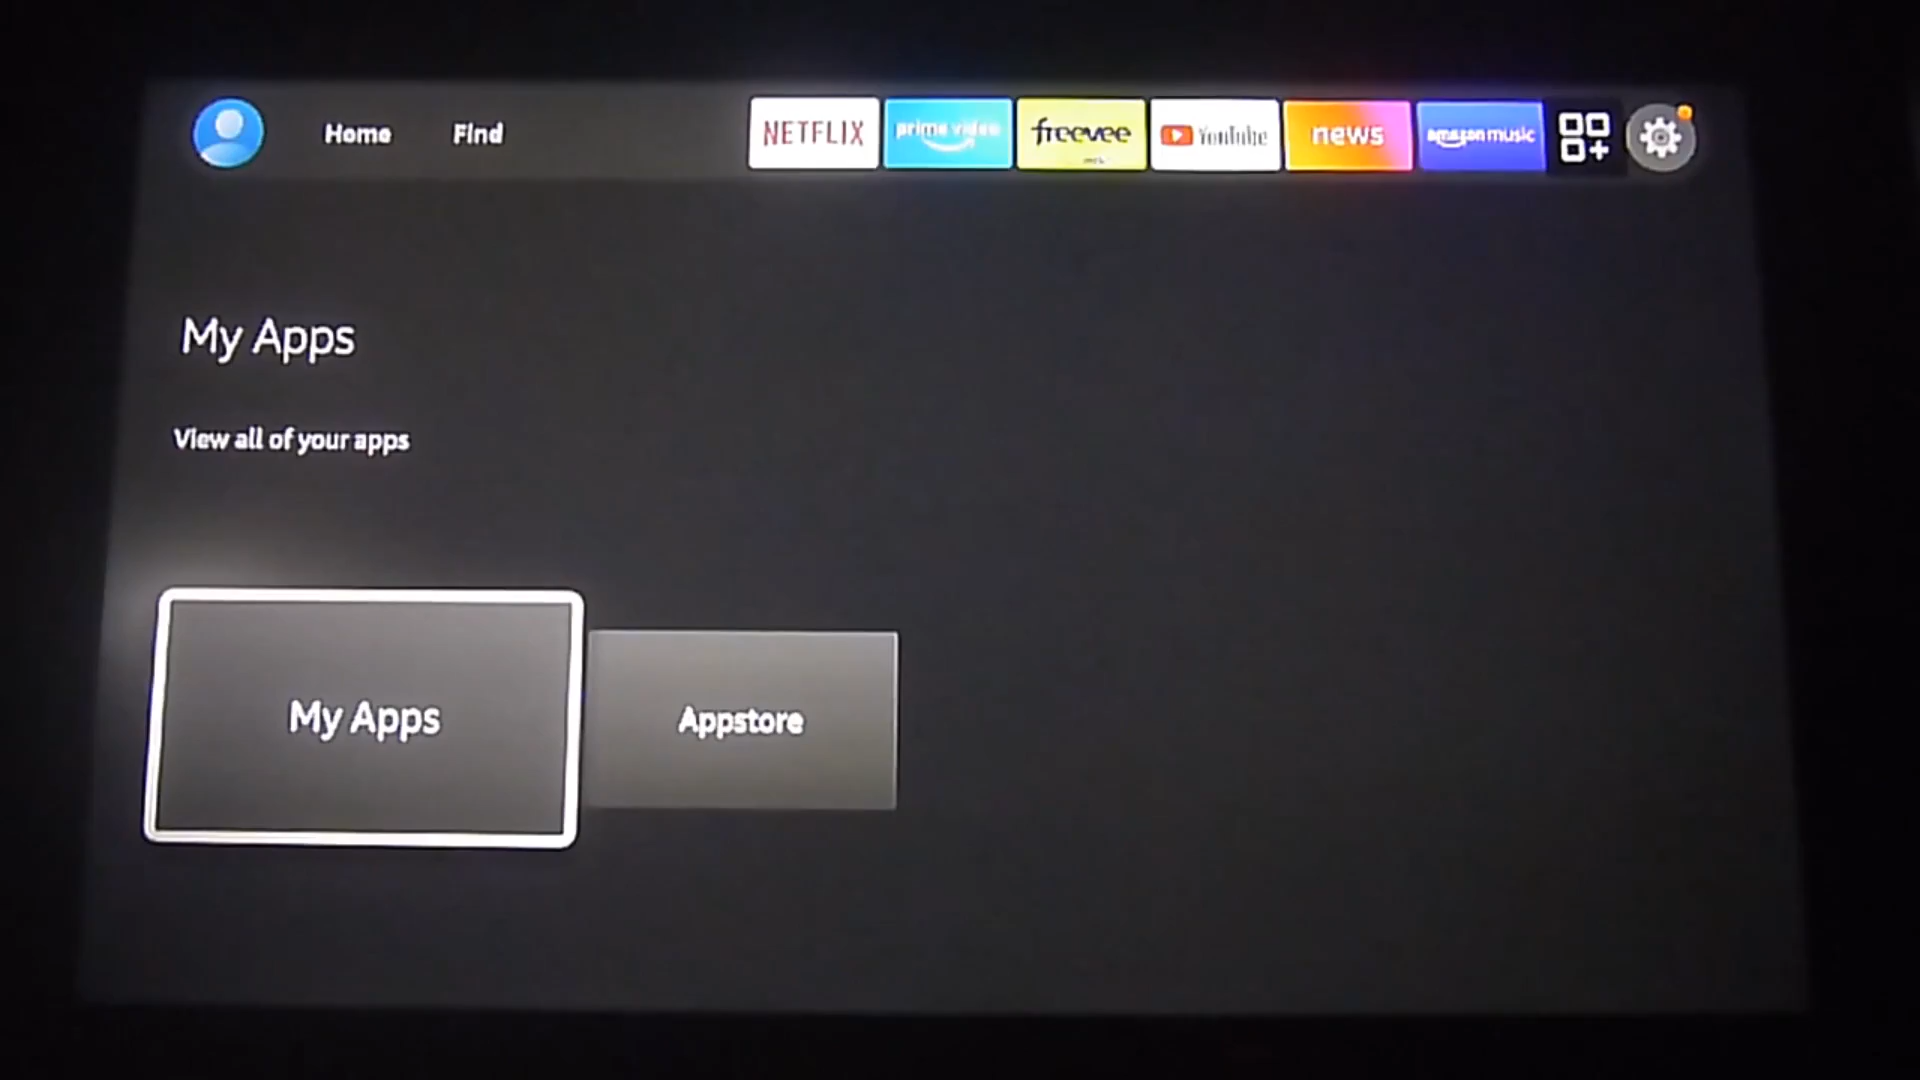 Home
Find
NETFLIX
prime video
freevee
YouTube
news
amazon music
My Apps
View all of your apps
My Apps
Appstore